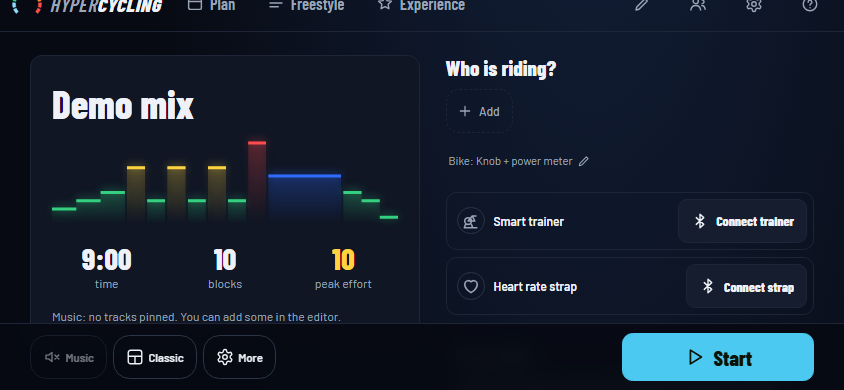 HYPERCYCLING Plan Freestyle Experience
Demo mix
9:00 10 10
time blocks peak effort
Music: no tracks pinned. You can add some in the editor.
Who is riding?
+ Add
Bike: Knob + power meter
Smart trainer Connect trainer
Heart rate strap Connect strap
Music Classic More Start